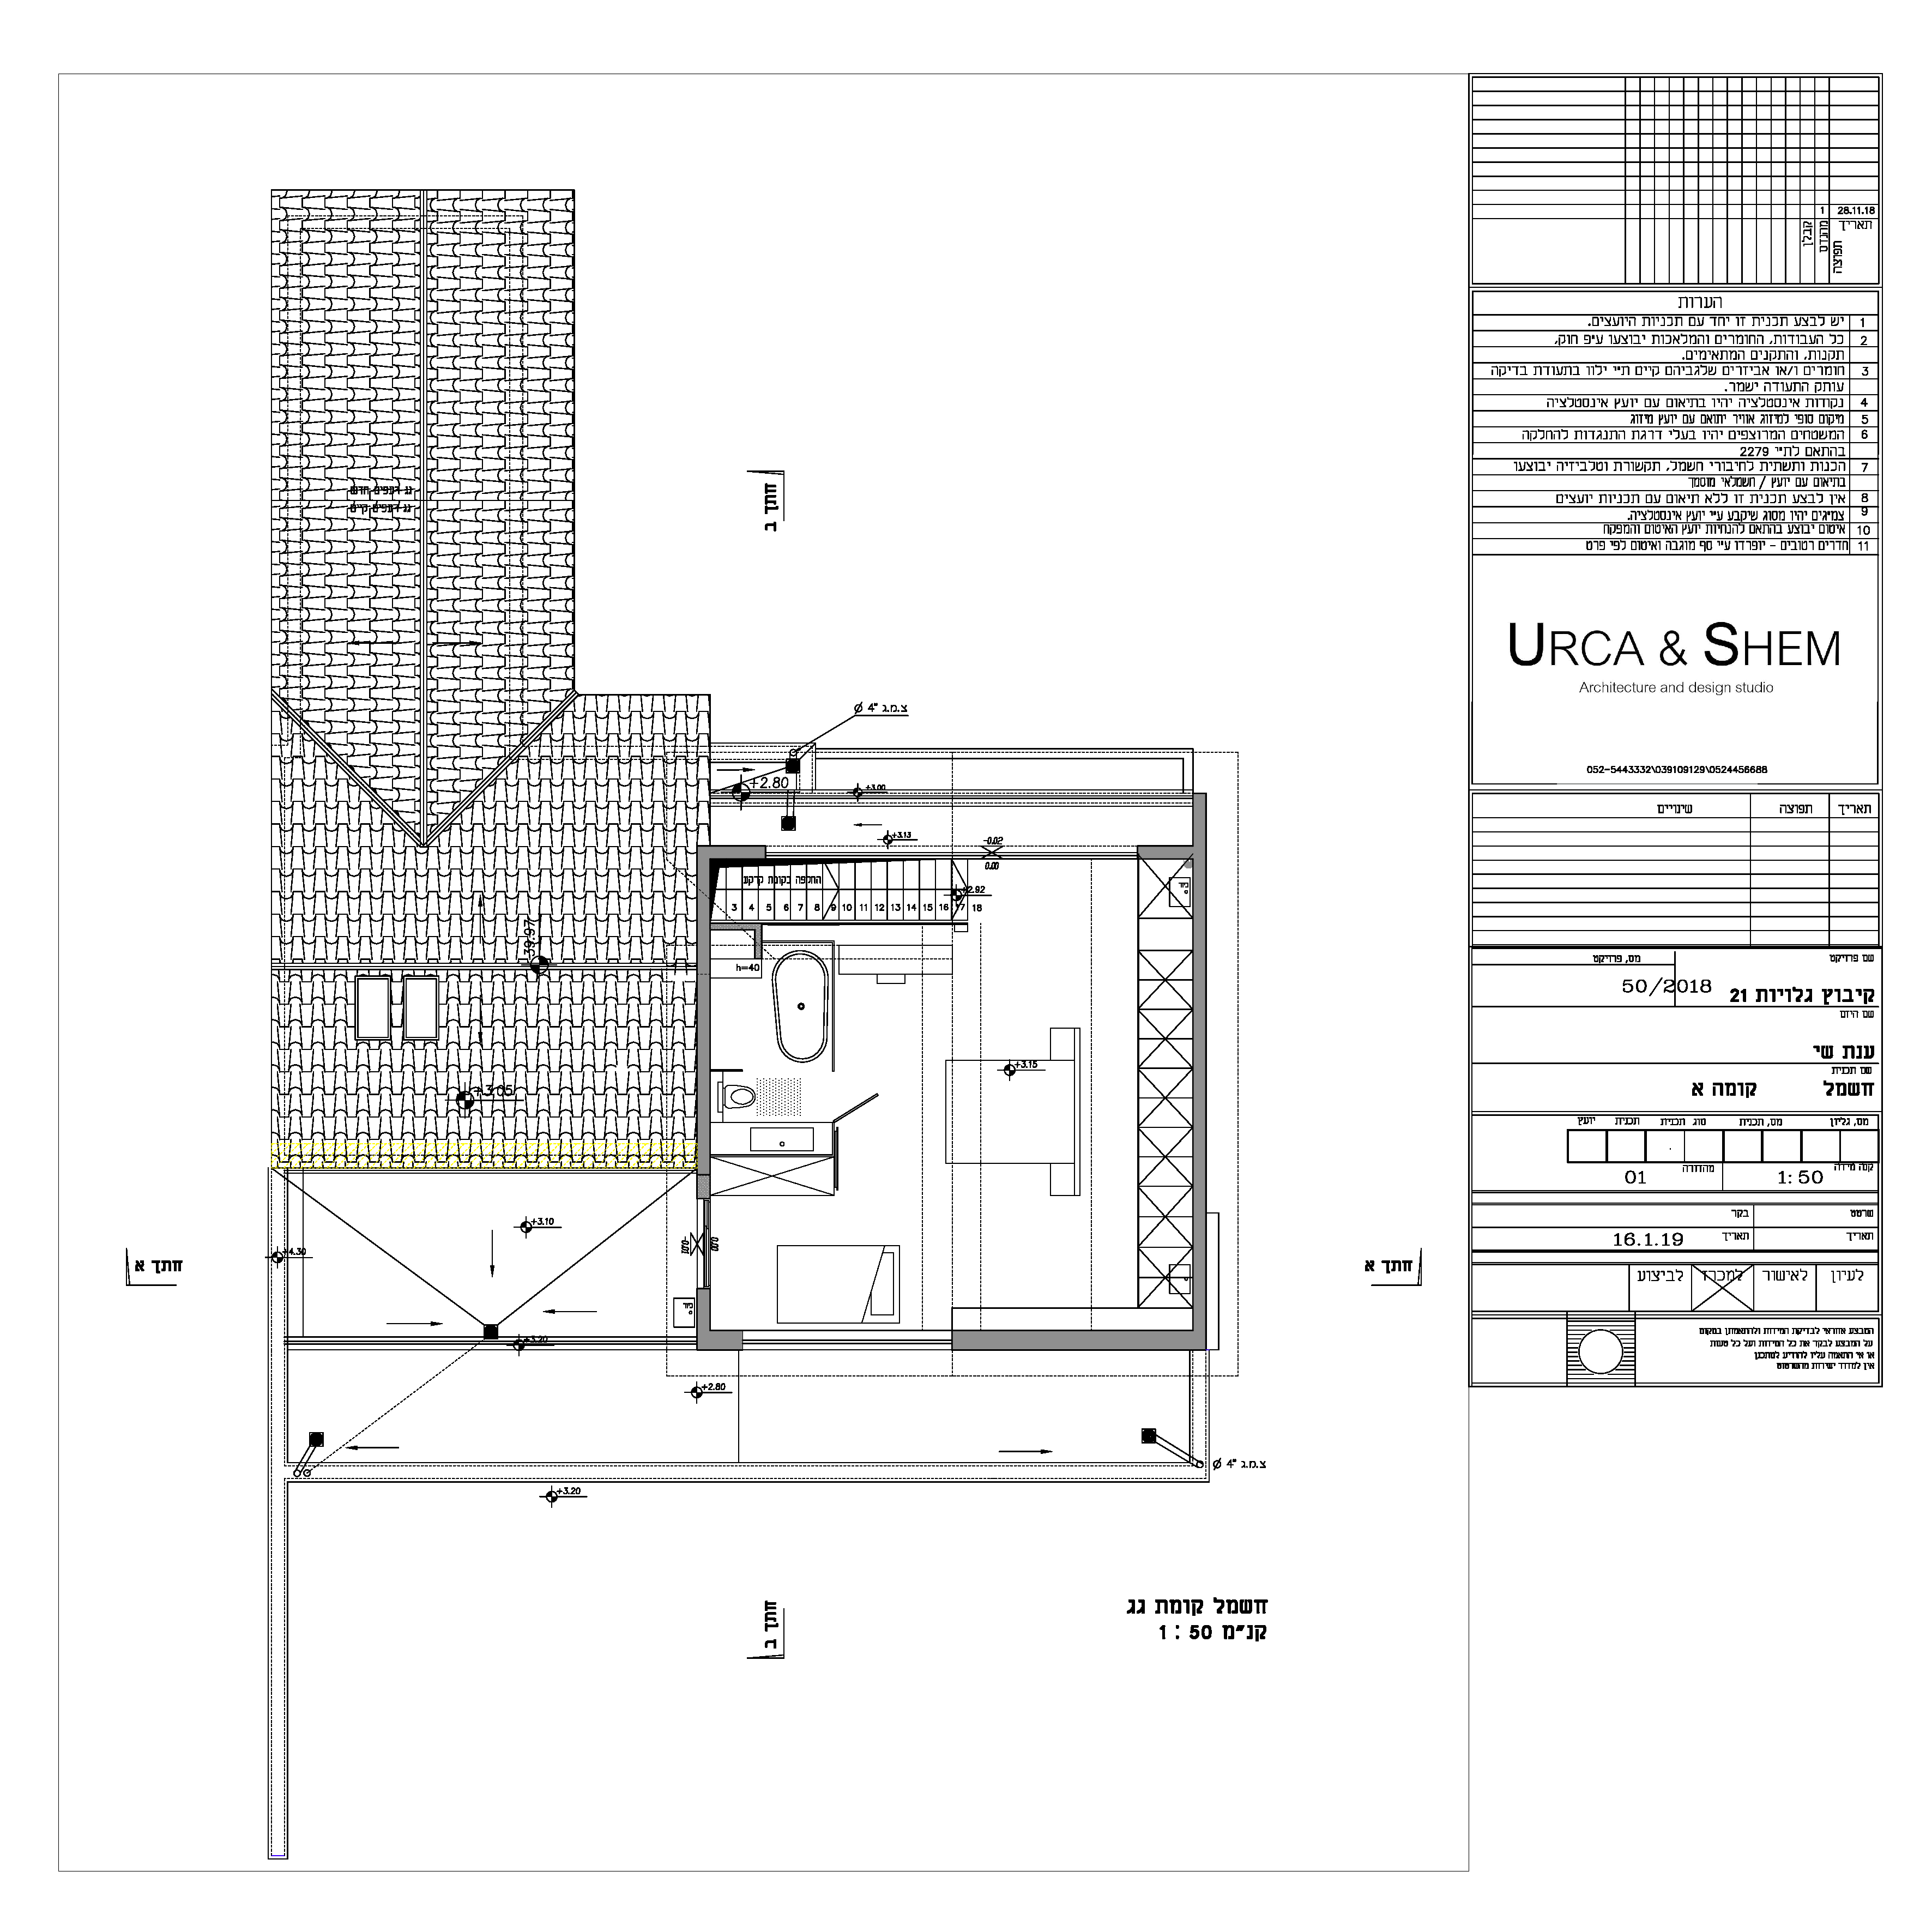 גג רעפים חדש
גג רעפים קיים
חתך ב
צ.מ.ג 4" Ø
+2.80
+3.00
+3.13
-0.02
0.00
+2.92
החלפה בקומת קרקע
3 4 5 6 7 8 9 10 11 12 13 14 15 16 17 18
h=40
39.97
+3.15
+3.05
+3.10
+4.30
0.00
+3.20
+2.80
צ.מ.ג 4" Ø
+3.20
חתך א
חתך א
חתך ב
חשמל קומת גג
קנ"מ 50 : 1
28.11.18 1
תאריך
תפוצה
מהנדס
קבלן
הערות
1 יש לבצע תכנית זו יחד עם תכניות היועצים.
2 כל העבודות, החומרים והמלאכות יבוצעו ע"פ חוק,
תקנות, והתקנים המתאימים.
3 חומרים ו/או אביזרים שלגביהם קיים ת"י ילוו בתעודת בדיקה
עותק התעודה ישמר.
4 נקודות אינסטלציה יהיו בתיאום עם יועץ אינסטלציה
5 מיקום סופי למיזוג אוויר יתואם עם יועץ מיזוג
6 המשטחים המרוצפים יהיו בעלי דרגת התנגדות להחלקה
בהתאם לת"י 2279
7 הכנות ותשתית לחיבורי חשמל, תקשורת וטלביזיה יבוצעו
בתיאום עם יועץ / חשמלאי מוסמך
8 אין לבצע תכנית זו ללא תיאום עם תכניות יועצים
9 צמ"גים יהיו מסוג שיקבע ע"י יועץ אינסטלציה.
10 איטום יבוצע בהתאם להנחיות יועץ האיטום והמפקח
11 חדרים רטובים - יופרדו ע"י סף מוגבה ואיטום לפי פרט
URCA & SHEM
Architecture and design studio
052-5443332\039109129\0524456688
תאריך תפוצה שינויים
שם פרויקט מס, פרויקט
קיבוץ גלויות 21 50/2018
שם היזם
ענת שי
שם תכנית
חשמל קומה א
מס, גליון מס, תכנית סוג תכנית תכנית יועץ
קנה מידה 1:50 מהדורה 01
שרטט בקר
תאריך תאריך 16.1.19
לעיון לאישור למכרז לביצוע
המבצע אחראי לבדיקת המידות ולהתאמתן במקום
על המבצע לבקר את כל המידות ועל כל טעות
או אי התאמה עליו להודיע למתכנן
אין למדוד ישירות מהשרטוט